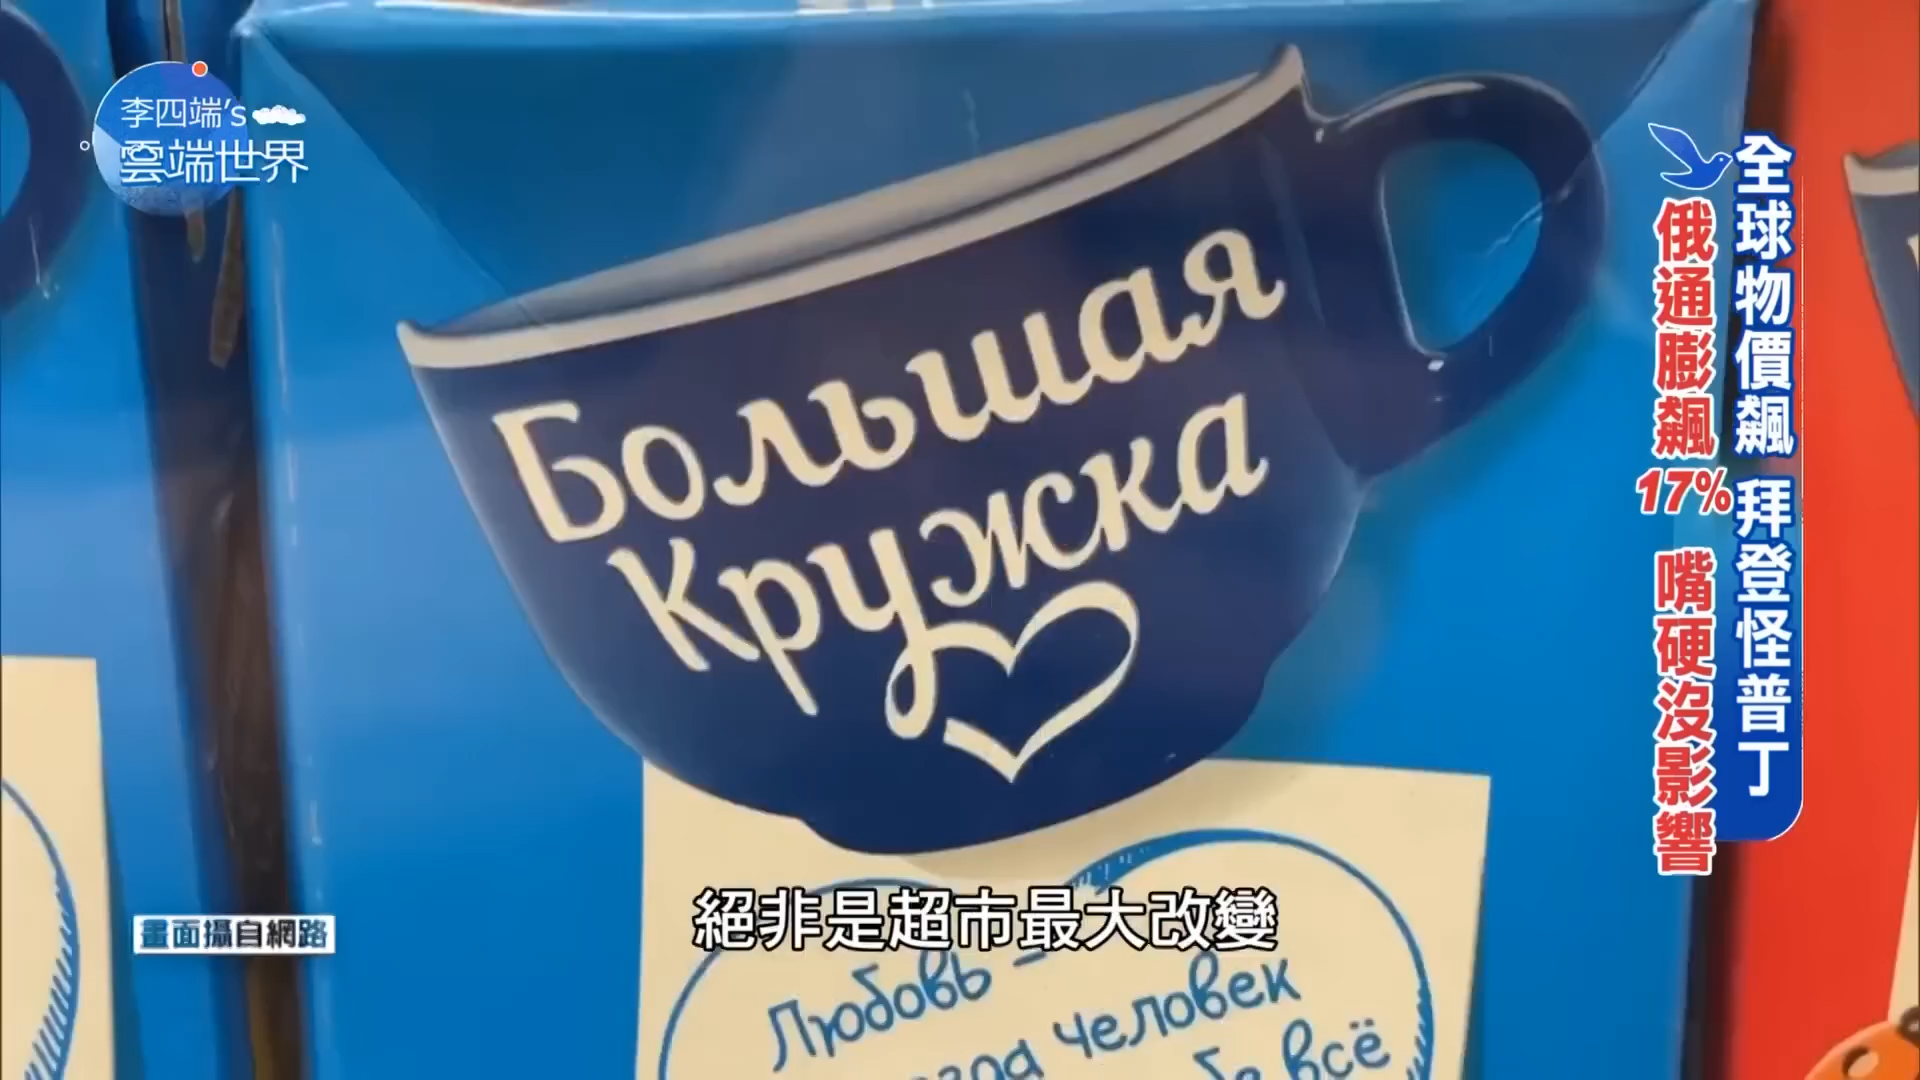 李四端's
雲端世界
全球物價飆 拜登怪普丁
俄通膨飆17% 嘴硬沒影響
Большая
Кружка
絕非是超市最大改變
畫面攝自網路
Любовь -
человек
всё